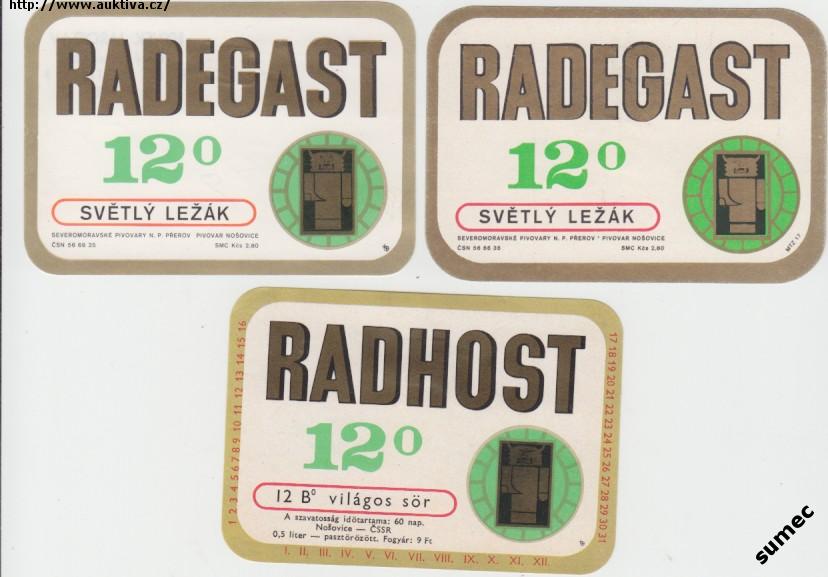 http://www.auktiva.cz/
RADEGAST
12°
SVĚTLÝ LEŽÁK
SEVEROMORAVSKÉ PIVOVARY N. P. PŘEROV PIVOVAR NOŠOVICE
ČSN 56 66 35 SMC Kčs 2,80
RADEGAST
12°
SVĚTLÝ LEŽÁK
SEVEROMORAVSKÉ PIVOVARY N. P. PŘEROV * PIVOVAR NOŠOVICE
ČSN 56 66 35 SMC Kčs 2,80
MTZ 17
1 2 3 4 5 6 7 8 9 10 11 12 13 14 15 16
RADHOST
12°
12 B° világos sör
A szavatosság időtartama: 60 nap.
Nošovice — ČSSR
0,5 liter — pasztőrözött. Fogyár: 9 Ft
I. II. III. IV. V. VI. VII. VIII. IX. X. XI. XII.
17 18 19 20 21 22 23 24 25 26 27 28 29 30 31
sumec